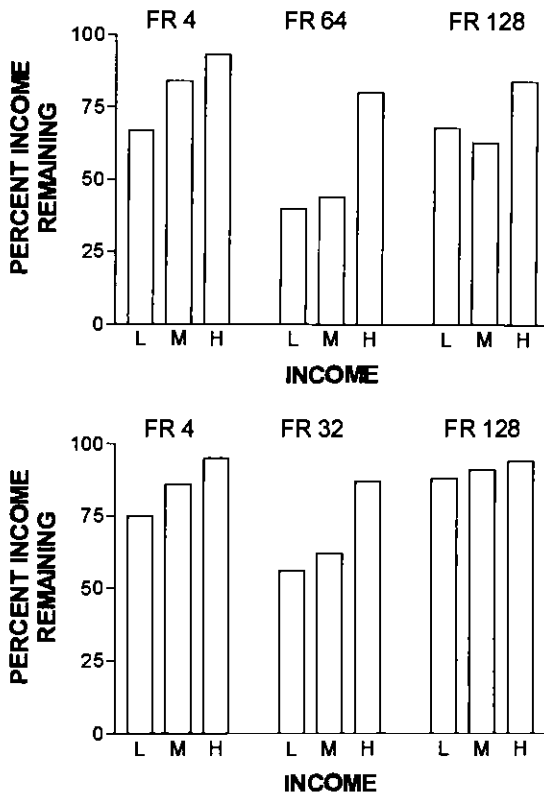 FR 4 FR 64 FR 128
PERCENT INCOME
REMAINING
100
75
50
25
0
L M H L M H L M H
INCOME
FR 4 FR 32 FR 128
PERCENT INCOME
REMAINING
100
75
50
25
0
L M H L M H L M H
INCOME